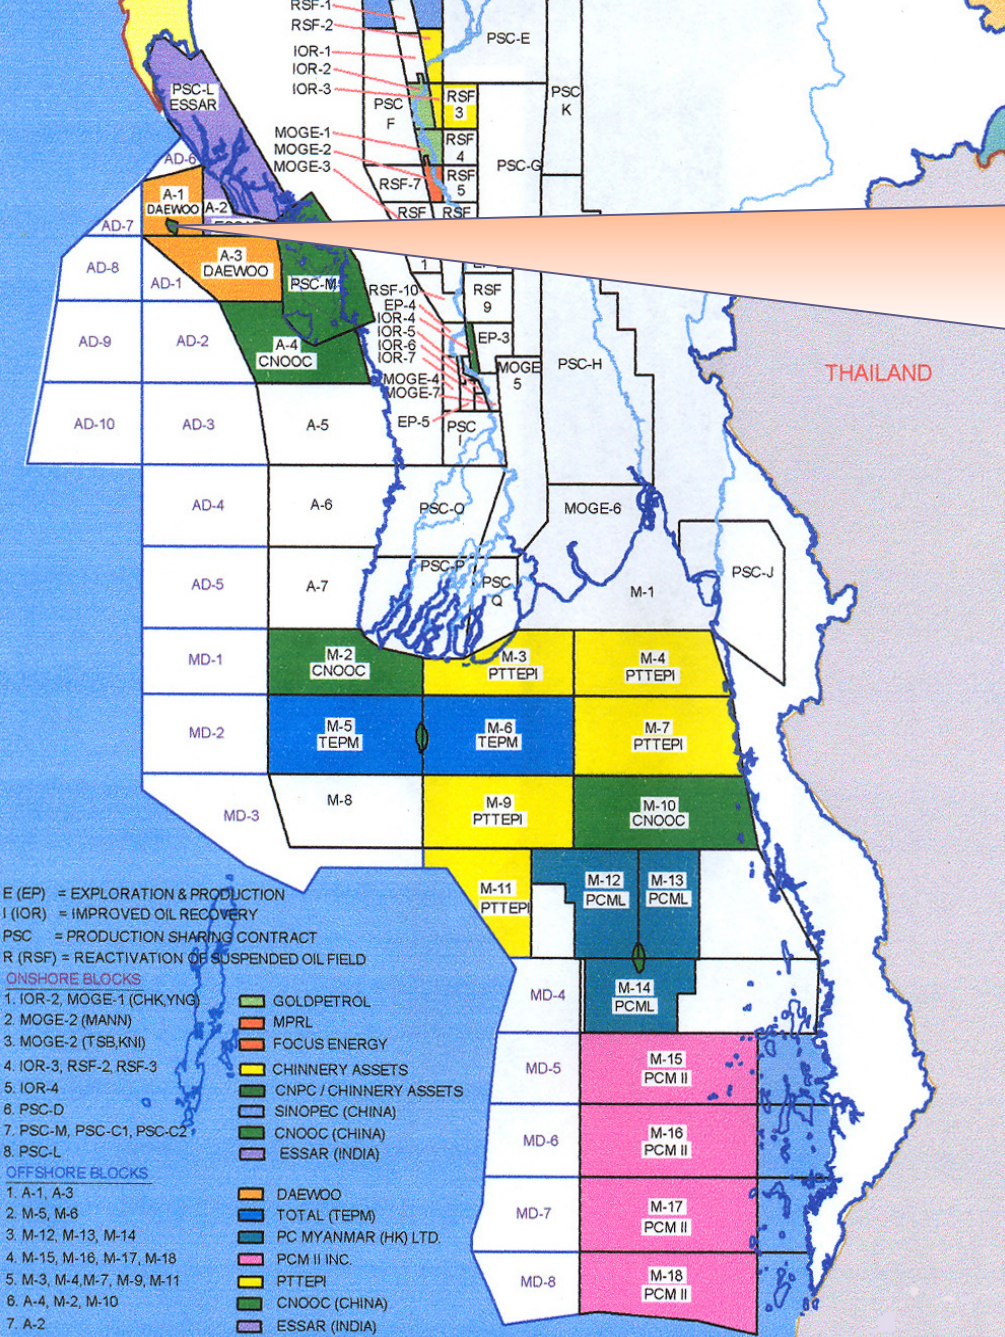 RSF-1
RSF-2
IOR-1
IOR-2
IOR-3
PSC-E
PSC
K
PSC
F
RSF
3
PSC-L
ESSAR
MOGE-1
MOGE-2
MOGE-3
RSF
4
PSC-G
RSF-7
RSF
5
RSF
RSF
AD-6
A-1
DAEWOO
A-2
AD-7
A-3
DAEWOO
AD-8
AD-1
PSC-M
1
RSF-10
EP-4
IOR-4
IOR-5
IOR-6
IOR-7
RSF
9
EP-3
MOGE
5
MOGE-4
MOGE-7
EP-5
PSC
I
PSC-H
THAILAND
AD-9
AD-2
A-4
CNOOC
AD-10
AD-3
A-5
AD-4
A-6
PSC-O
MOGE-6
AD-5
A-7
PSC-P
PSC
Q
M-1
PSC-J
MD-1
M-2
CNOOC
M-3
PTTEPI
M-4
PTTEPI
MD-2
M-5
TEPM
M-6
TEPM
M-7
PTTEPI
MD-3
M-8
M-9
PTTEPI
M-10
CNOOC
M-11
PTTEPI
M-12
PCML
M-13
PCML
MD-4
M-14
PCML
MD-5
M-15
PCM II
MD-6
M-16
PCM II
MD-7
M-17
PCM II
MD-8
M-18
PCM II
E (EP) = EXPLORATION & PRODUCTION
I (IOR) = IMPROVED OIL RECOVERY
PSC = PRODUCTION SHARING CONTRACT
R (RSF) = REACTIVATION OF SUSPENDED OIL FIELD
ONSHORE BLOCKS
1. IOR-2, MOGE-1 (CHK,YNG) GOLDPETROL
2. MOGE-2 (MANN) MPRL
3. MOGE-2 (TSB,KNI) FOCUS ENERGY
4. IOR-3, RSF-2, RSF-3 CHINNERY ASSETS
5. IOR-4 CNPC / CHINNERY ASSETS
6. PSC-D SINOPEC (CHINA)
7. PSC-M, PSC-C1, PSC-C2 CNOOC (CHINA)
8. PSC-L ESSAR (INDIA)
OFFSHORE BLOCKS
1. A-1, A-3 DAEWOO
2. M-5, M-6 TOTAL (TEPM)
3. M-12, M-13, M-14 PC MYANMAR (HK) LTD.
4. M-15, M-16, M-17, M-18 PCM II INC.
5. M-3, M-4,M-7, M-9, M-11 PTTEPI
6. A-4, M-2, M-10 CNOOC (CHINA)
7. A-2 ESSAR (INDIA)